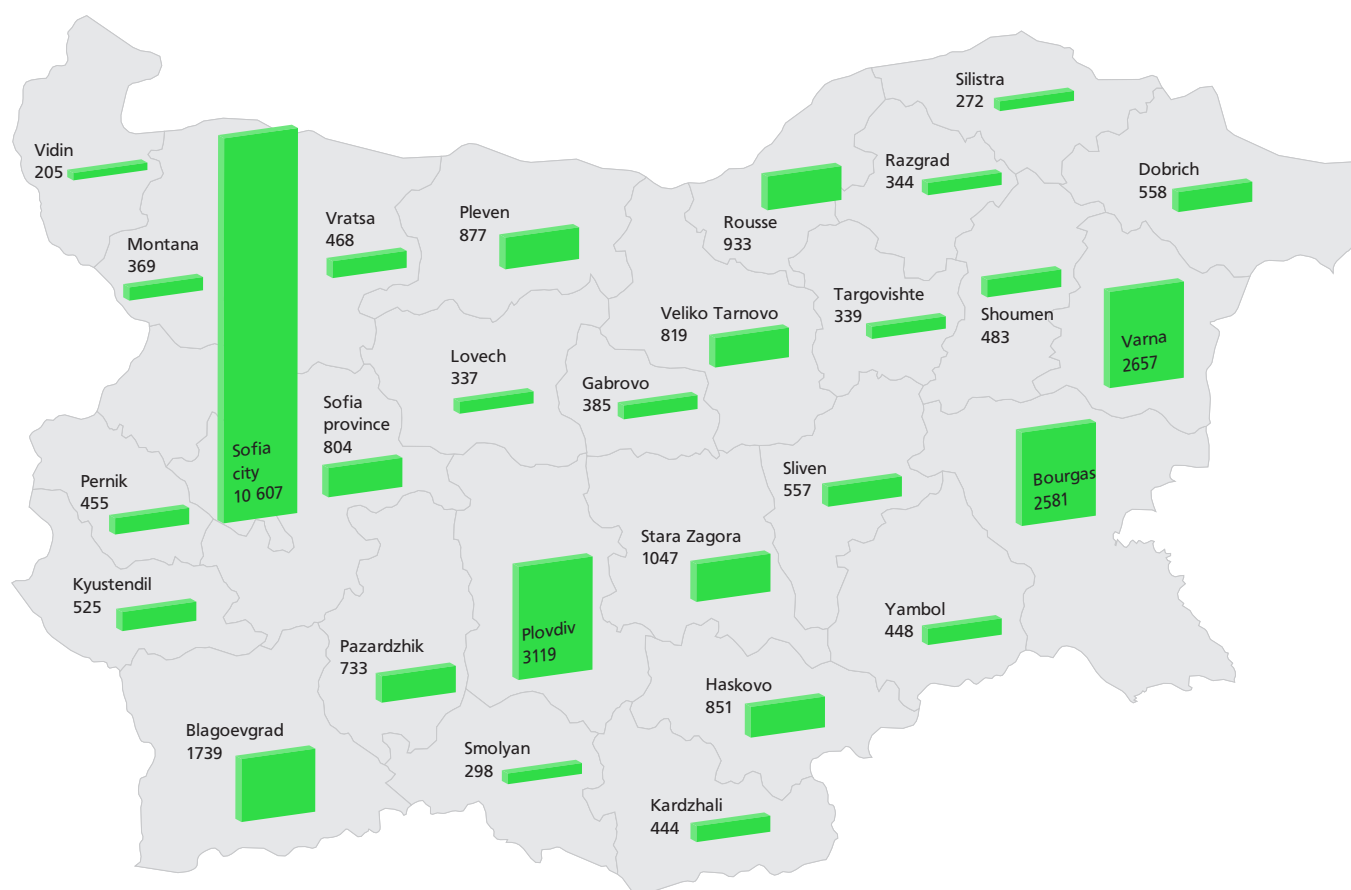 Silistra
272
Vidin
205
Razgrad
344
Dobrich
558
Vratsa
468
Pleven
877
Rousse
933
Montana
369
Targovishte
339
Shoumen
483
Veliko Tarnovo
819
Varna
2657
Lovech
337
Gabrovo
385
Sofia
province
804
Sofia
city
10 607
Pernik
455
Sliven
557
Bourgas
2581
Stara Zagora
1047
Kyustendil
525
Yambol
448
Plovdiv
3119
Pazardzhik
733
Haskovo
851
Blagoevgrad
1739
Smolyan
298
Kardzhali
444